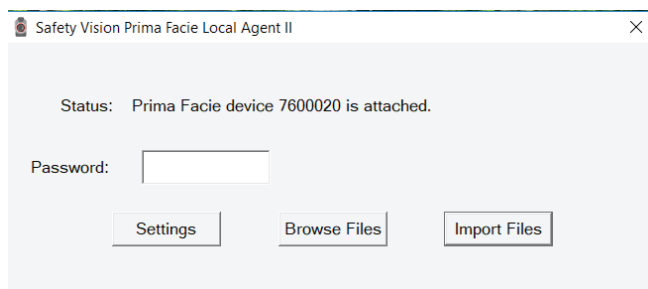 Safety Vision Prima Facie Local Agent II
Status: Prima Facie device 7600020 is attached.
Password:
Settings Browse Files Import Files